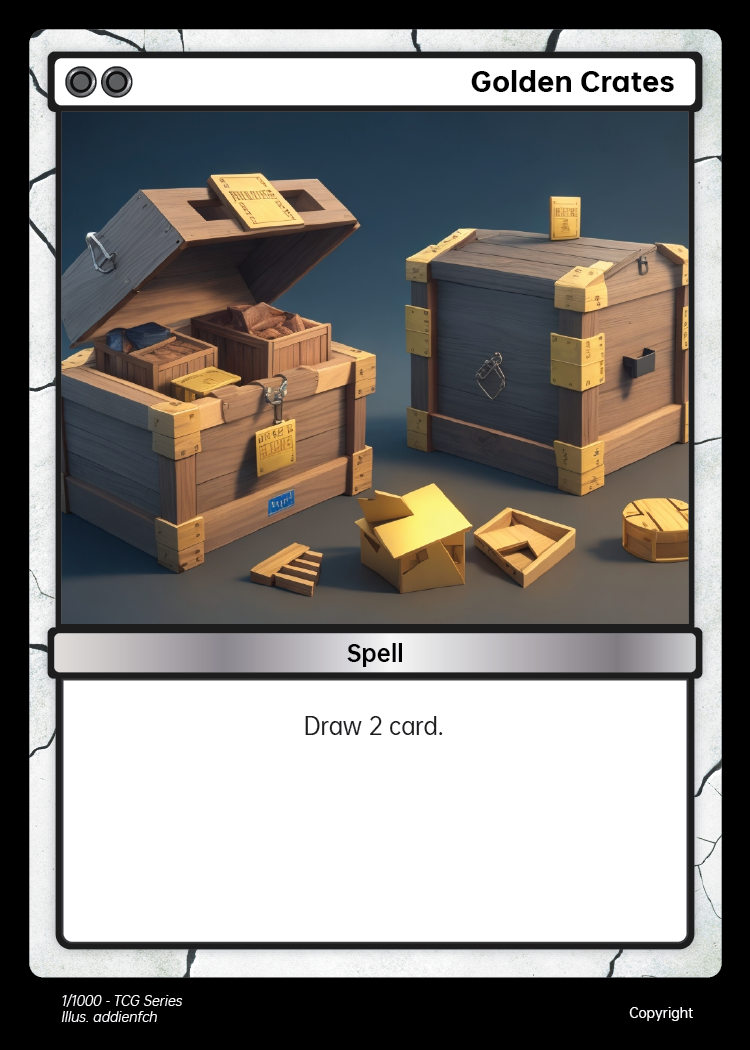 Golden Crates
Spell
Draw 2 card.
1/1000 - TCG Series
Illus. addienfch
Copyright